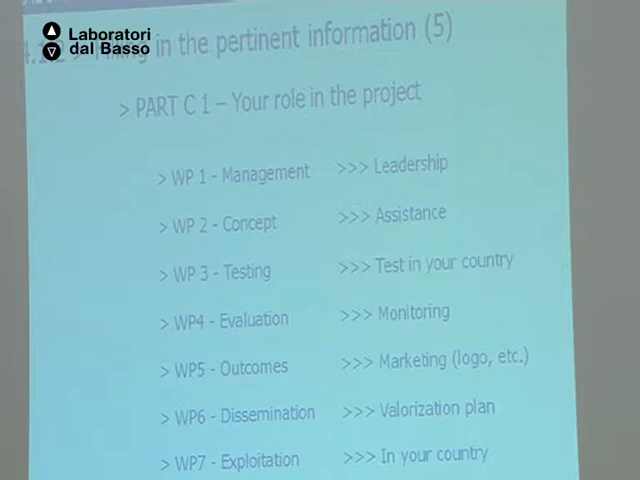 Laboratori
dal Basso
in the pertinent information (5)
> PART C 1 – Your role in the project
> WP 1 - Management >>> Leadership
> WP 2 - Concept >>> Assistance
> WP 3 - Testing >>> Test in your country
> WP4 - Evaluation >>> Monitoring
> WP5 - Outcomes >>> Marketing (logo, etc.)
> WP6 - Dissemination >>> Valorization plan
> WP7 - Exploitation >>> In your country